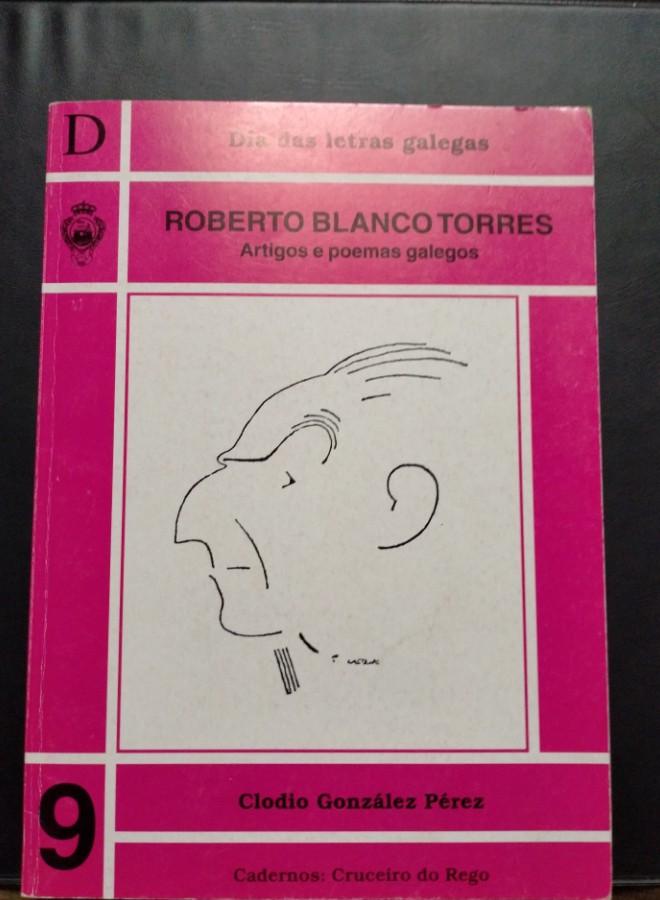 D
Día das letras galegas
ROBERTO BLANCO TORRES
Artigos e poemas galegos
9
Clodio González Pérez
Cadernos: Cruceiro do Rego